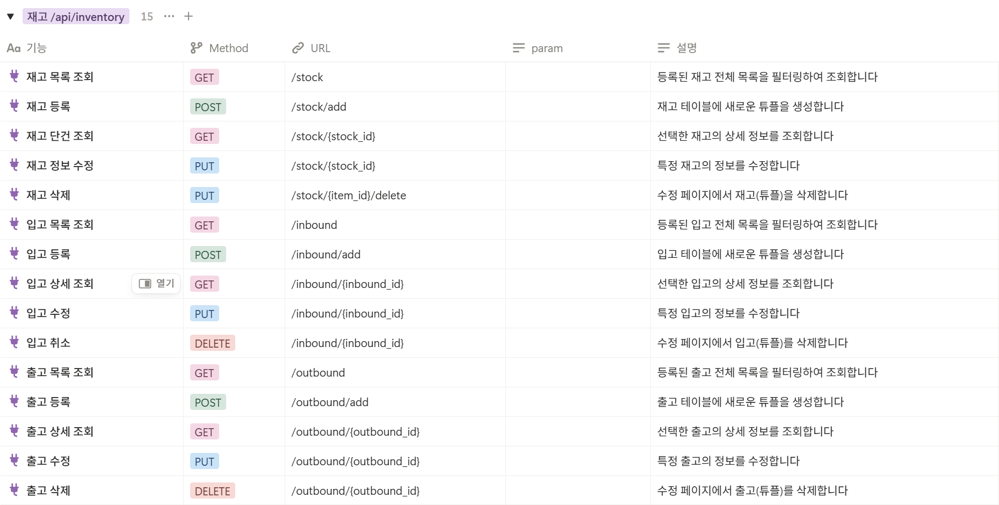 재고 /api/inventory 15
Aa 기능 Method URL param 설명
재고 목록 조회 GET /stock 등록된 재고 전체 목록을 필터링하여 조회합니다
재고 등록 POST /stock/add 재고 테이블에 새로운 튜플을 생성합니다
재고 단건 조회 GET /stock/{stock_id} 선택한 재고의 상세 정보를 조회합니다
재고 정보 수정 PUT /stock/{stock_id} 특정 재고의 정보를 수정합니다
재고 삭제 PUT /stock/{item_id}/delete 수정 페이지에서 재고(튜플)을 삭제합니다
입고 목록 조회 GET /inbound 등록된 입고 전체 목록을 필터링하여 조회합니다
입고 등록 POST /inbound/add 입고 테이블에 새로운 튜플을 생성합니다
입고 상세 조회 열기 GET /inbound/{inbound_id} 선택한 입고의 상세 정보를 조회합니다
입고 수정 PUT /inbound/{inbound_id} 특정 입고의 정보를 수정합니다
입고 취소 DELETE /inbound/{inbound_id} 수정 페이지에서 입고(튜플)를 삭제합니다
출고 목록 조회 GET /outbound 등록된 출고 전체 목록을 필터링하여 조회합니다
출고 등록 POST /outbound/add 출고 테이블에 새로운 튜플을 생성합니다
출고 상세 조회 GET /outbound/{outbound_id} 선택한 출고의 상세 정보를 조회합니다
출고 수정 PUT /outbound/{outbound_id} 특정 출고의 정보를 수정합니다
출고 삭제 DELETE /outbound/{outbound_id} 수정 페이지에서 출고(튜플)를 삭제합니다